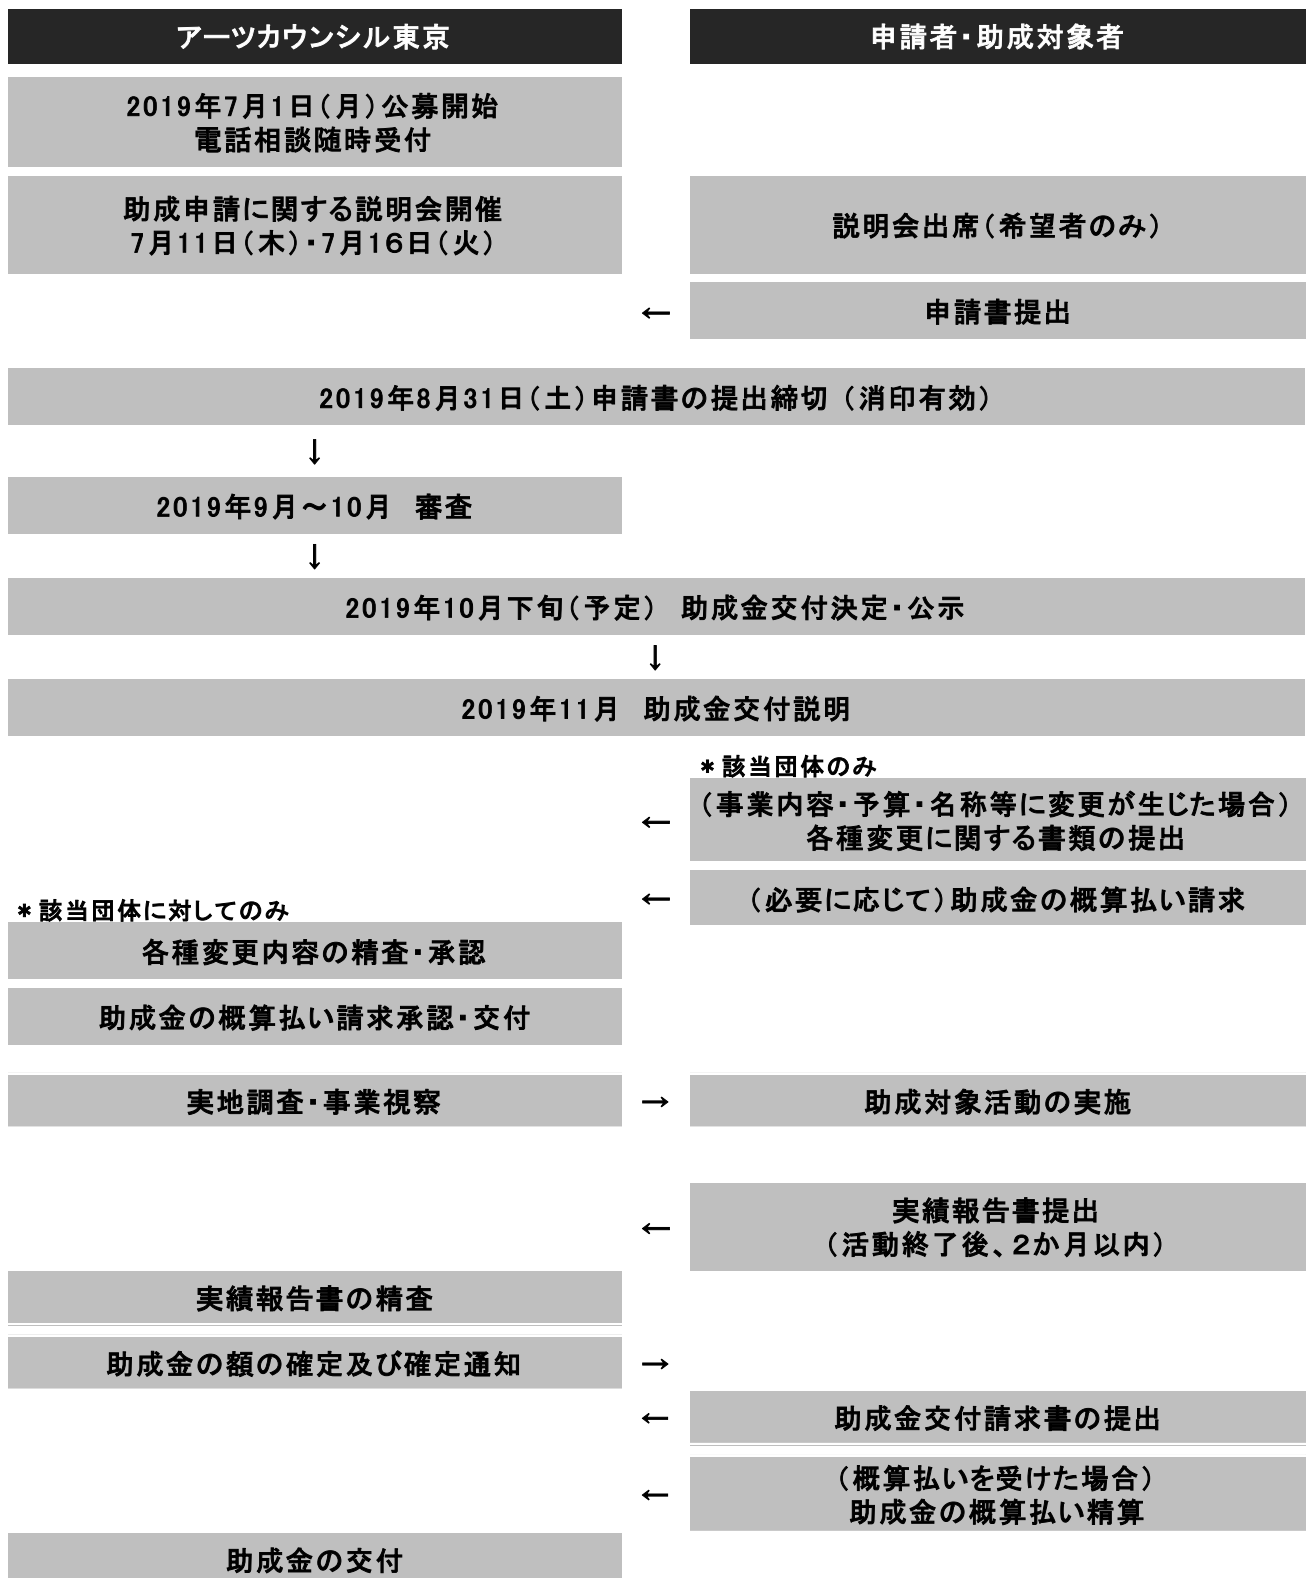 アーツカウンシル東京
申請者・助成対象者
2019年7月1日(月)公募開始
電話相談随時受付
助成申請に関する説明会開催
7月11日(木)・7月16日(火)
説明会出席(希望者のみ)
← 申請書提出
2019年8月31日(土)申請書の提出締切 (消印有効)
↓
2019年9月～10月　審査
↓
2019年10月下旬(予定)　助成金交付決定・公示
↓
2019年11月　助成金交付説明
＊該当団体のみ
(事業内容・予算・名称等に変更が生じた場合)
← 各種変更に関する書類の提出
← (必要に応じて)助成金の概算払い請求
＊該当団体に対してのみ
各種変更内容の精査・承認
助成金の概算払い請求承認・交付
実地調査・事業視察 → 助成対象活動の実施
← 実績報告書提出
(活動終了後、2か月以内)
実績報告書の精査
助成金の額の確定及び確定通知 →
← 助成金交付請求書の提出
← (概算払いを受けた場合)
助成金の概算払い精算
助成金の交付